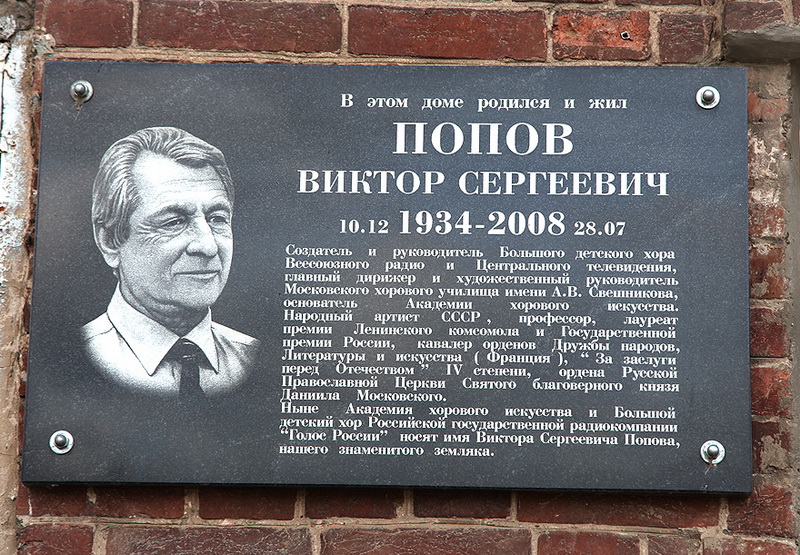 В этом доме родился и жил
ПОПОВ
ВИКТОР СЕРГЕЕВИЧ
10.12 1934-2008 28.07
Создатель и руководитель Большого детского хора
Всесоюзного радио и Центрального телевидения,
главный дирижер и художественный руководитель
Московского хорового училища имени А.В. Свешникова,
основатель Академии хорового искусства.
Народный артист СССР, профессор, лауреат
премии Ленинского комсомола и Государственной
премии России, кавалер орденов Дружбы народов,
Литературы и искусства ( Франция ), “ За заслуги
перед Отечеством ” IV степени, ордена Русской
Православной Церкви Святого благоверного князя
Даниила Московского.
Ныне Академия хорового искусства и Большой
детский хор Российской государственной радиокомпании
“Голос России” носят имя Виктора Сергеевича Попова,
нашего знаменитого земляка.